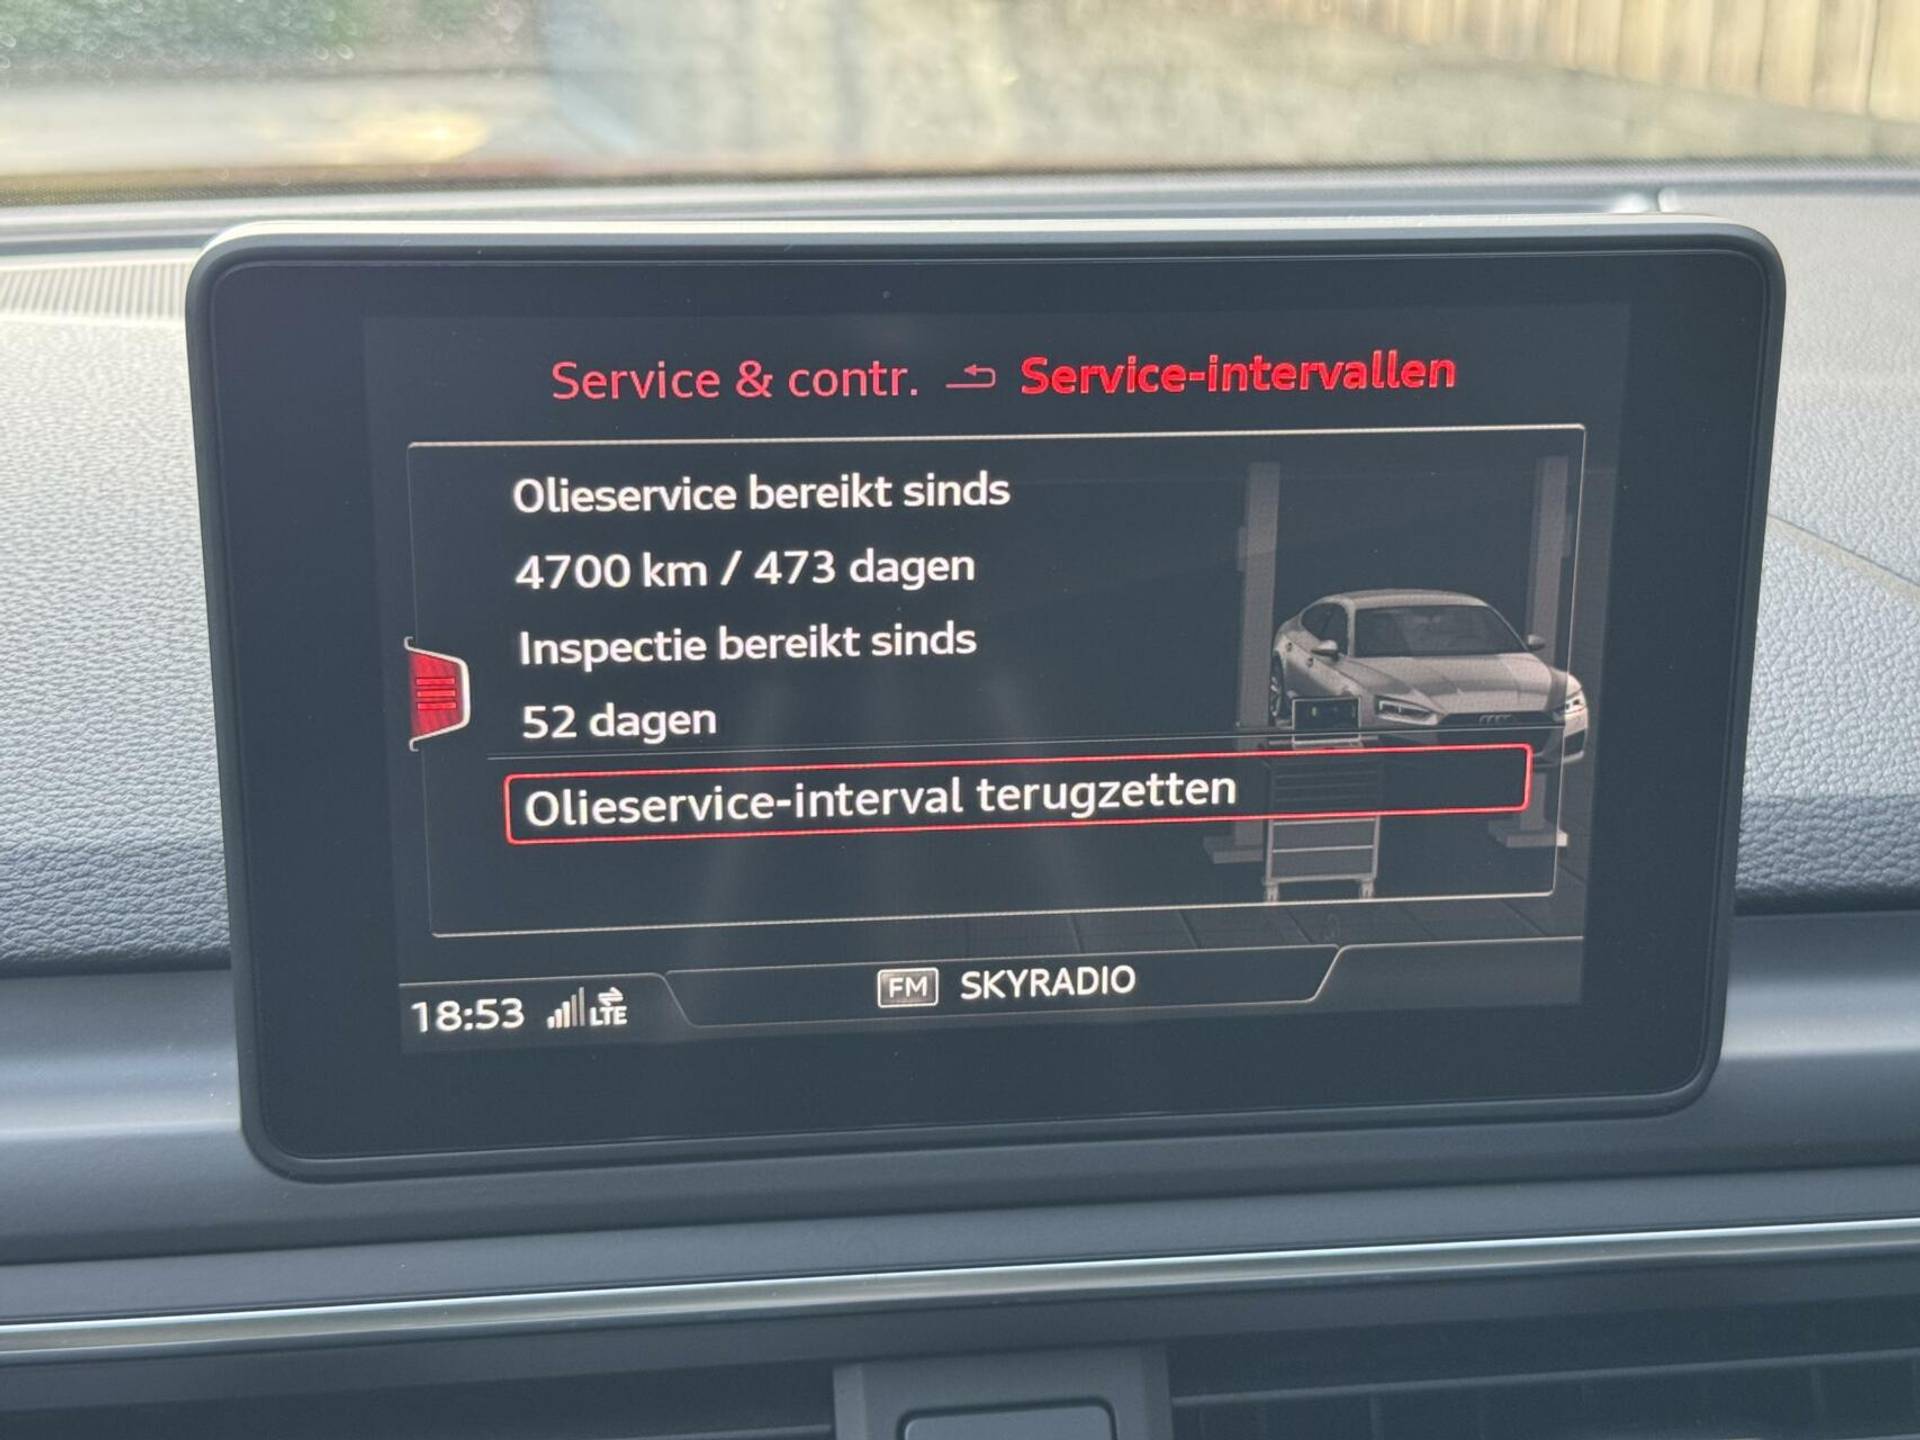 Service & contr. Service-intervallen
Olieservice bereikt sinds
4700 km / 473 dagen
Inspectie bereikt sinds
52 dagen
Olieservice-interval terugzetten
18:53 LTE FM SKYRADIO